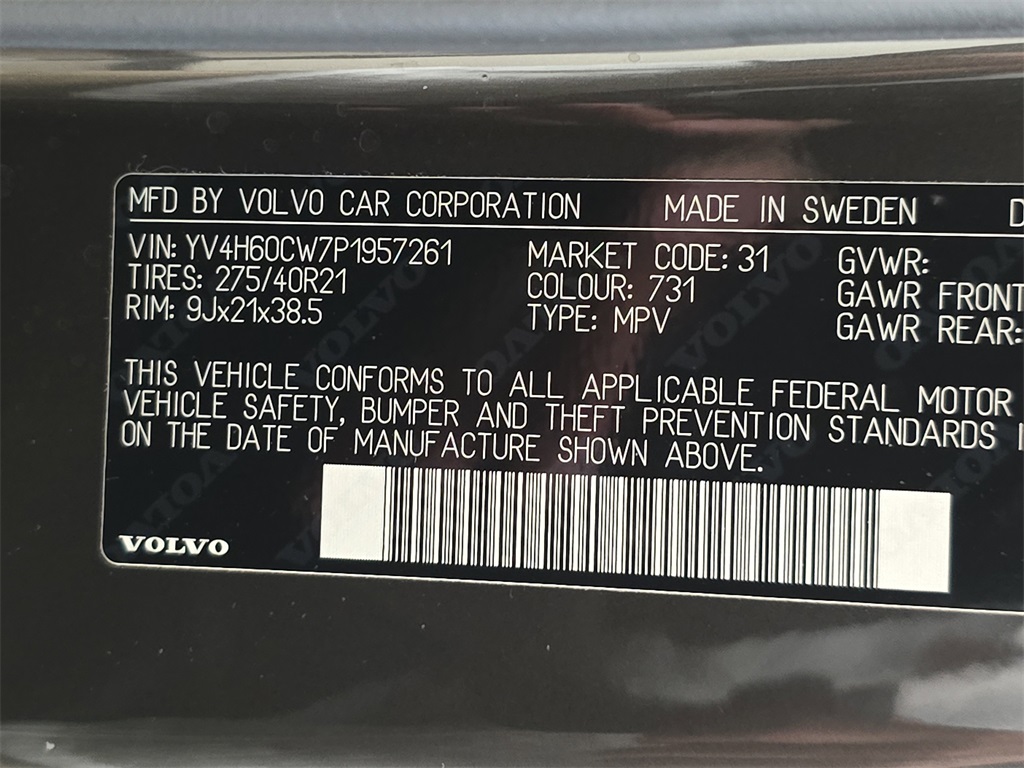 MFD BY VOLVO CAR CORPORATION MADE IN SWEDEN D
VIN: YV4H60CW7P1957261 MARKET CODE: 31 GVWR:
TIRES: 275/40R21 COLOUR: 731 GAWR FRONT
RIM: 9Jx21x38.5 TYPE: MPV GAWR REAR:
THIS VEHICLE CONFORMS TO ALL APPLICABLE FEDERAL MOTOR
VEHICLE SAFETY, BUMPER AND THEFT PREVENTION STANDARDS I
ON THE DATE OF MANUFACTURE SHOWN ABOVE.
VOLVO